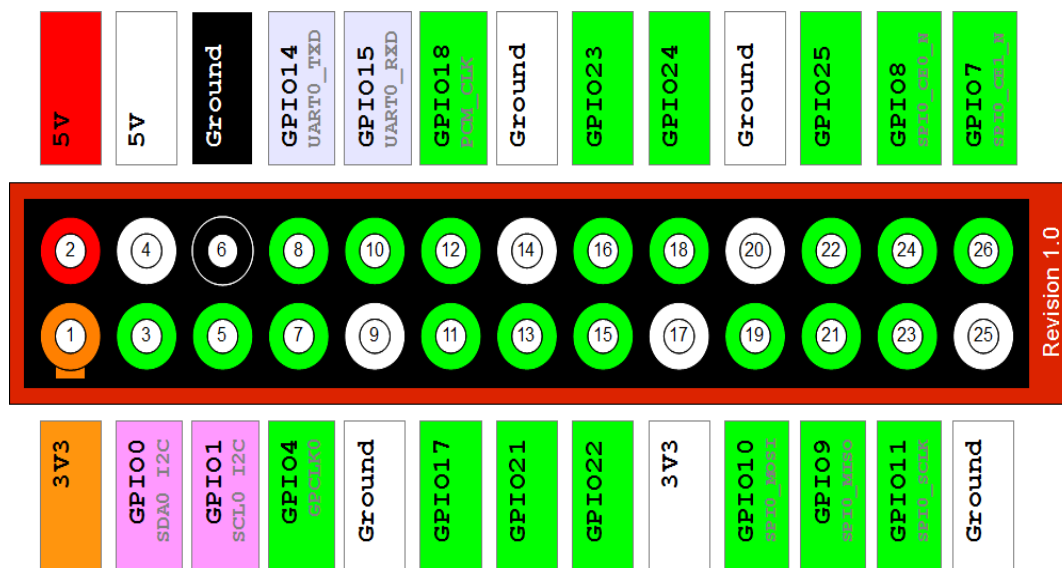 5V
5V
Ground
GPIO14
UART0_TXD
GPIO15
UART0_RXD
GPIO18
PCM_CLK
Ground
GPIO23
GPIO24
Ground
GPIO25
GPIO8
SPI0_CE0_N
GPIO7
SPI0_CE1_N
2 4 6 8 10 12 14 16 18 20 22 24 26
1 3 5 7 9 11 13 15 17 19 21 23 25
Revision 1.0
3V3
GPIO0
SDA0 I2C
GPIO1
SCL0 I2C
GPIO4
GPCLK0
Ground
GPIO17
GPIO21
GPIO22
3V3
GPIO10
SPI0_MOSI
GPIO9
SPI0_MISO
GPIO11
SPI0_SCLK
Ground